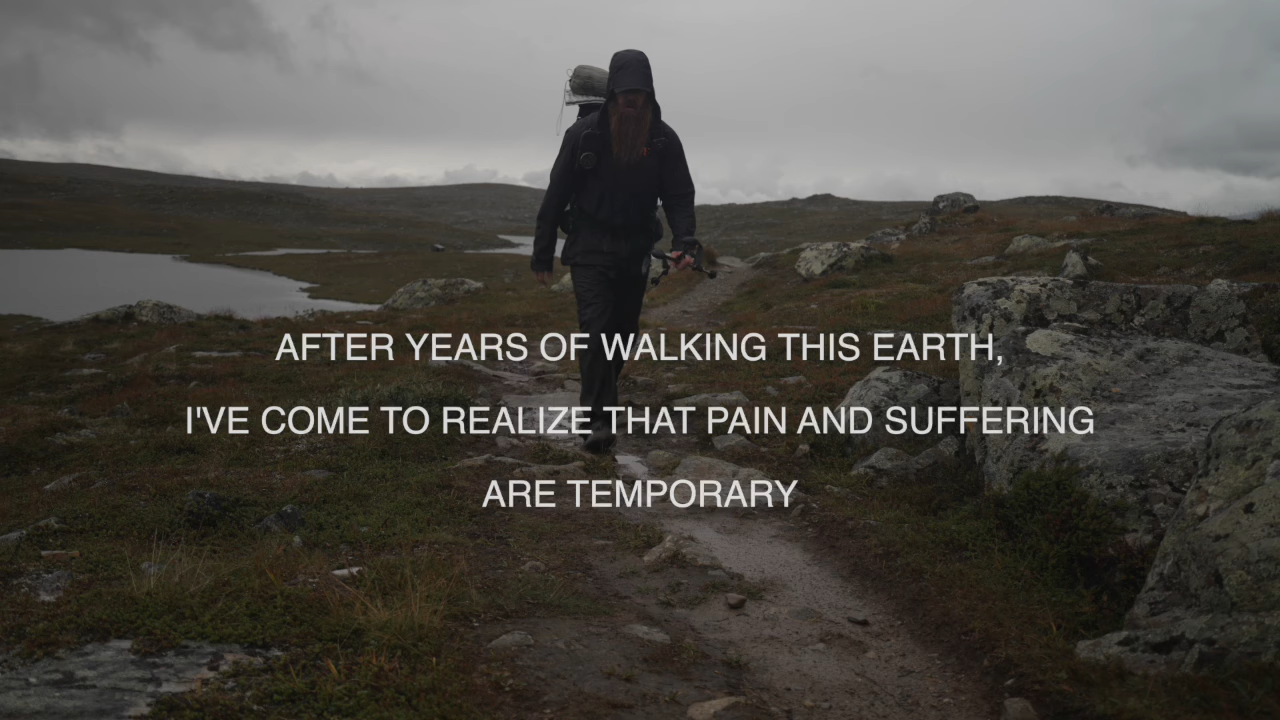 AFTER YEARS OF WALKING THIS EARTH,
I'VE COME TO REALIZE THAT PAIN AND SUFFERING
ARE TEMPORARY